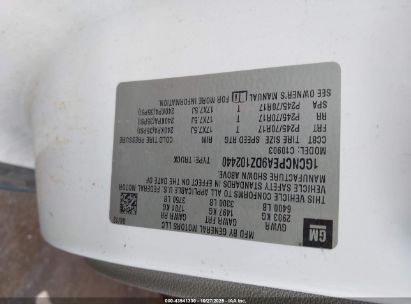 GM
MFD BY GENERAL MOTORS LLC
GVWR GAWR FRT GAWR RR
2903 KG 1497 KG 1701 KG
6400 LB 3300 LB 3750 LB
THIS VEHICLE CONFORMS TO ALL APPLICABLE U.S. FEDERAL MOTOR
VEHICLE SAFETY STANDARDS IN EFFECT ON THE DATE OF
MANUFACTURE SHOWN ABOVE.
1GCNCPEA9DZ102440 TYPE: TRUCK
MODEL: C10903
TIRE SIZE SPEED RTG RIM COLD TIRE PRESSURE
FRT P245/70R17 17X7.5J 240KPA(35PSI)
RR P245/70R17 17X7.5J 240KPA(35PSI)
SPA P245/70R17 17X7.5J 240KPA(35PSI)
SEE OWNER'S MANUAL FOR MORE INFORMATION.